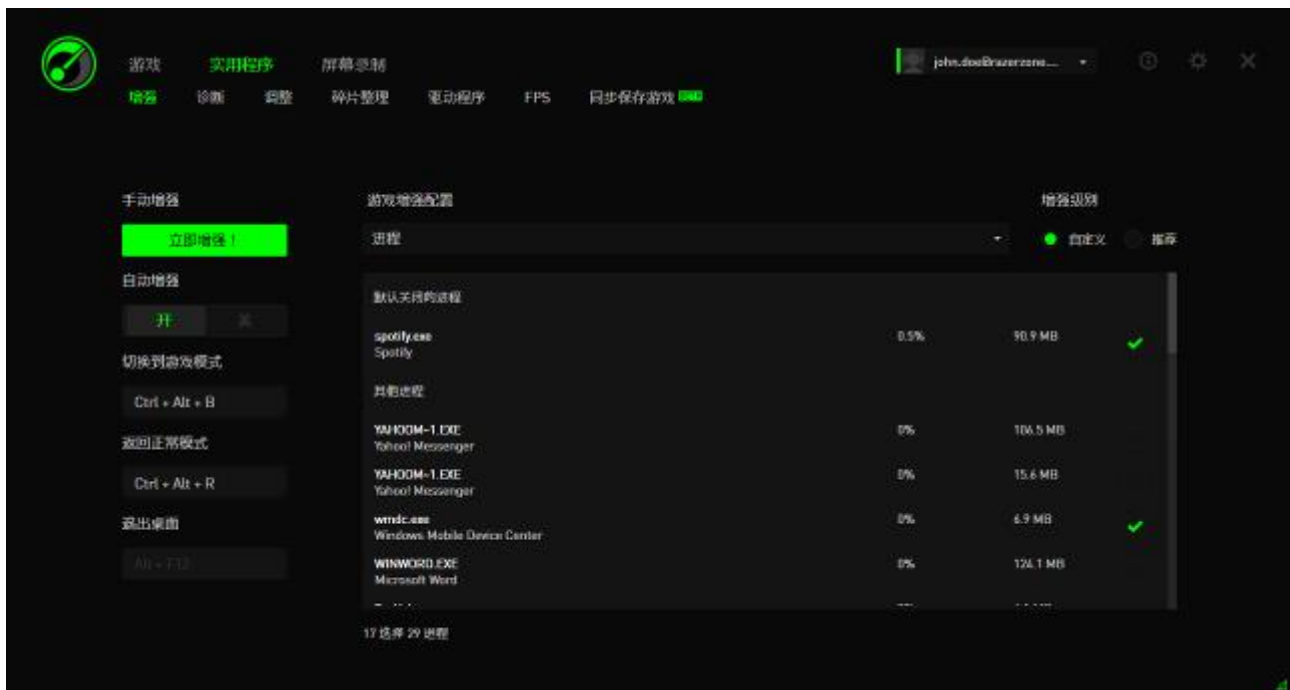 游戏 实用程序 屏幕录制 john.doe@razerzone....
增强 诊断 调整 碎片整理 驱动程序 FPS 同步保存游戏
手动增强 游戏增强配置 增强级别
立即增强！ 进程 自定义 推荐
自动增强
默认关闭的进程
开 关
spotify.exe 0.5% 90.9 MB
Spotify
切换到游戏模式
其他进程
Ctrl + Alt + B
YAHOOM~1.EXE 0% 106.5 MB
Yahoo! Messenger
返回正常模式
YAHOOM~1.EXE 0% 15.6 MB
Yahoo! Messenger
Ctrl + Alt + R
wmdc.exe 0% 6.9 MB
Windows Mobile Device Center
退出桌面
WINWORD.EXE 0% 124.1 MB
Microsoft Word
Alt + F12
17 选择 29 进程